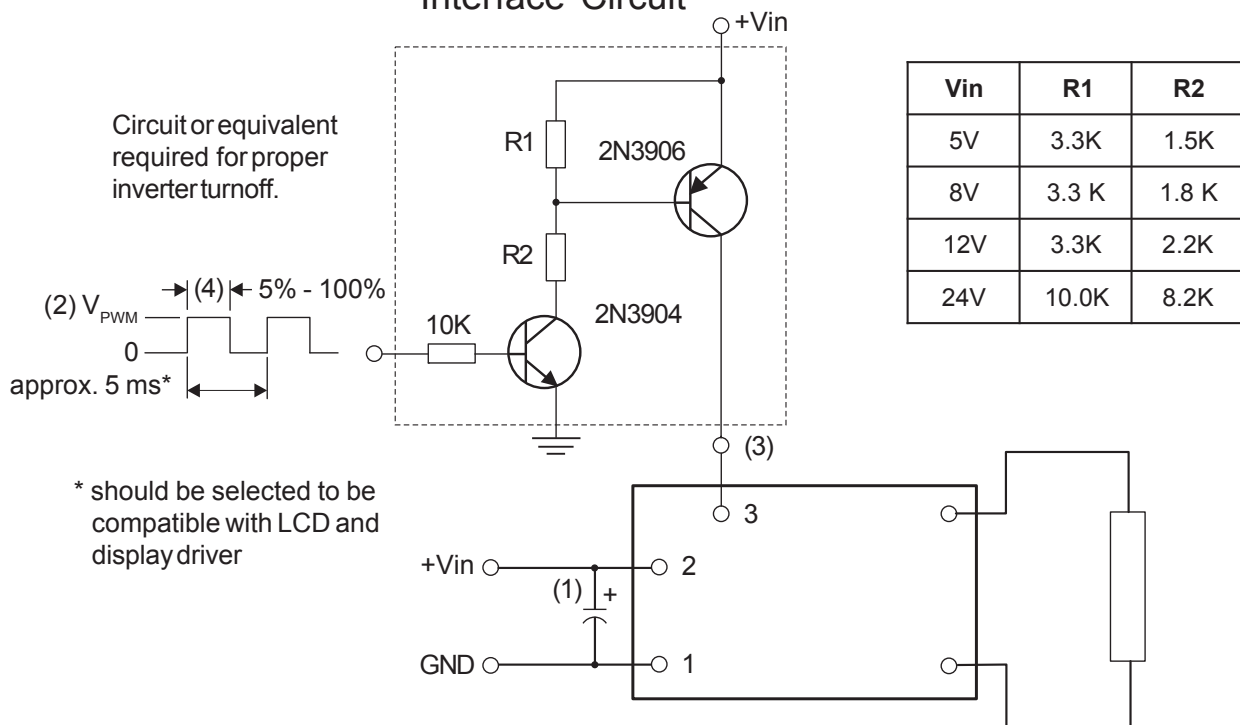 Interface Circuit
+Vin
Circuit or equivalent
required for proper
inverter turnoff.
R1
2N3906
R2
(4) 5% - 100%
(2) VPWM
0
10K
2N3904
approx. 5 ms*
(3)
* should be selected to be
compatible with LCD and
display driver
3
+Vin
2
(1)
+
GND
1
Vin R1 R2
5V 3.3K 1.5K
8V 3.3 K 1.8 K
12V 3.3K 2.2K
24V 10.0K 8.2K